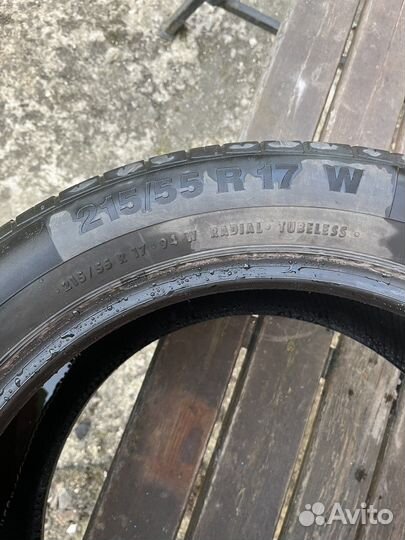 215/55 R 17 W
· 215/55 R 17 · 94 W RADIAL · TUBELESS ·
Avito